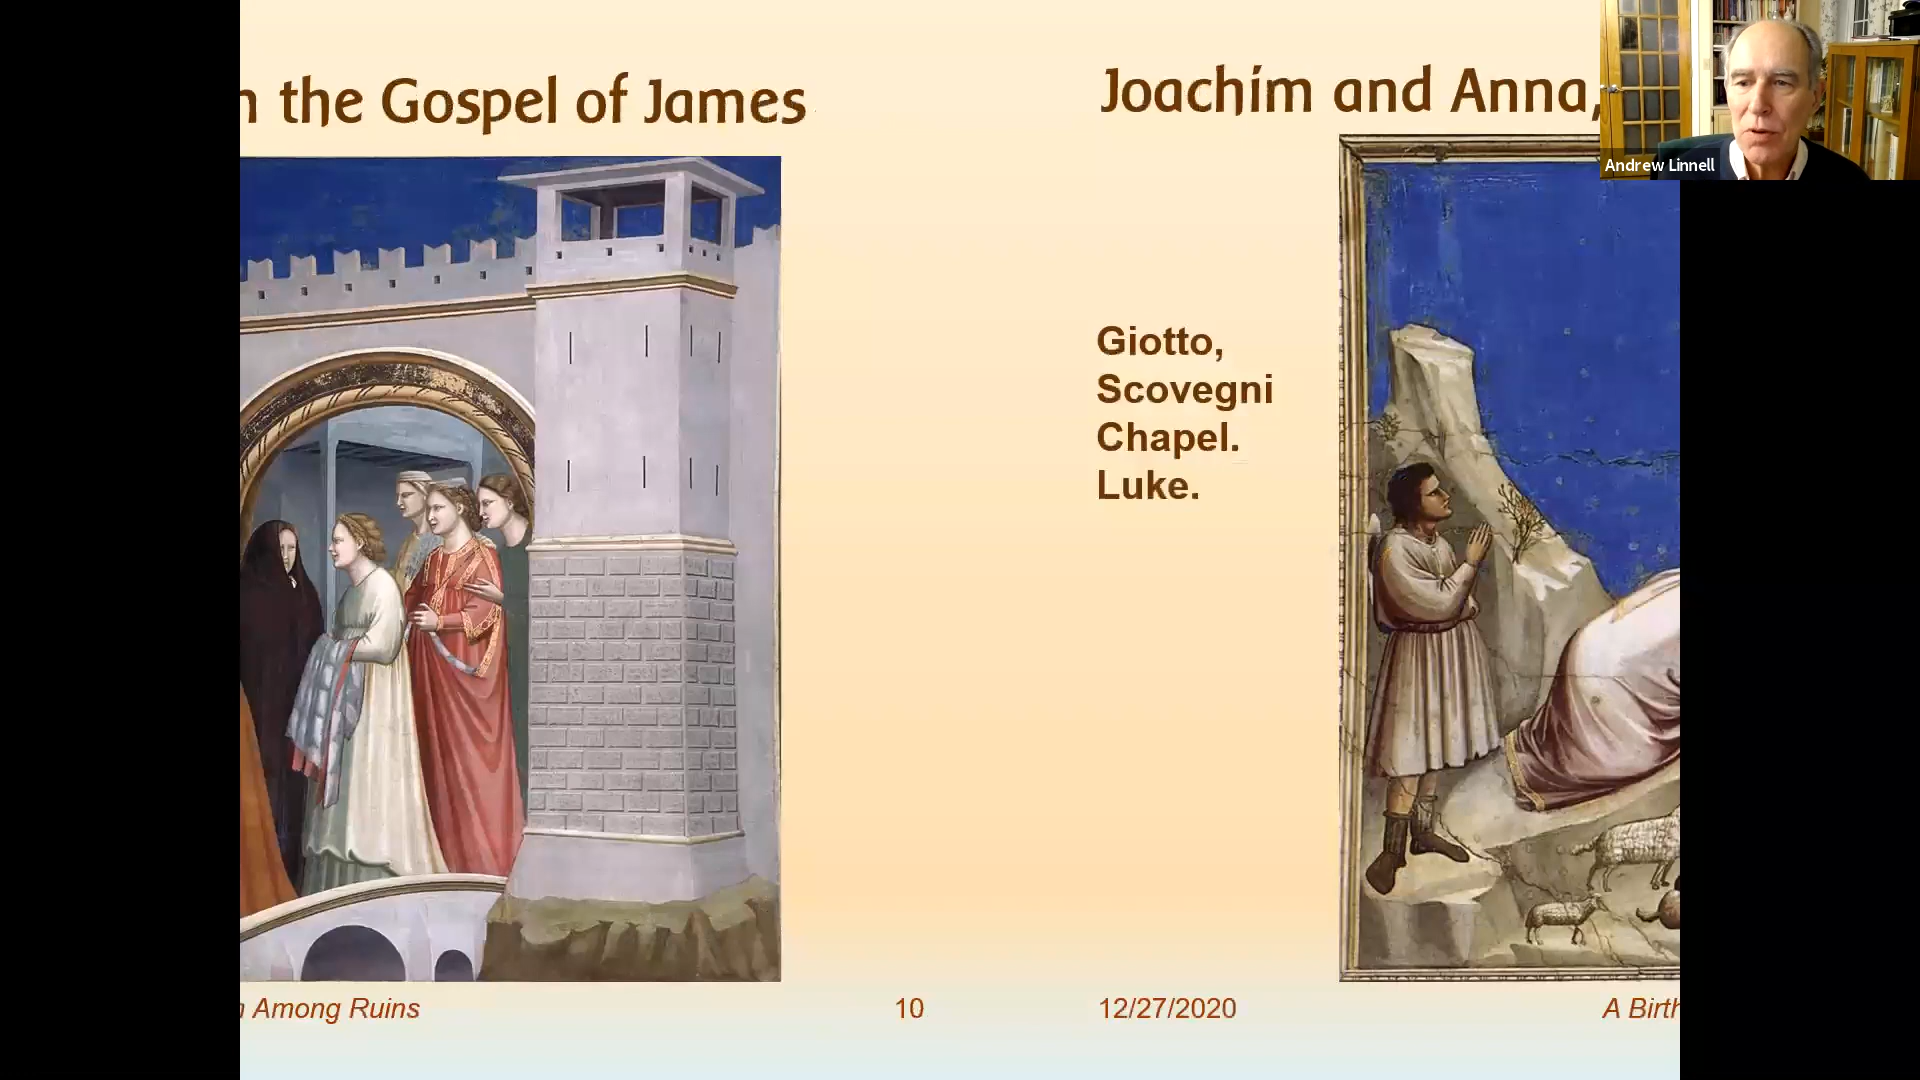 the Gospel of James
Joachim and Anna,
Andrew Linnell
Giotto,
Scovegni
Chapel.
Luke.
Among Ruins
10
12/27/2020
A Birth